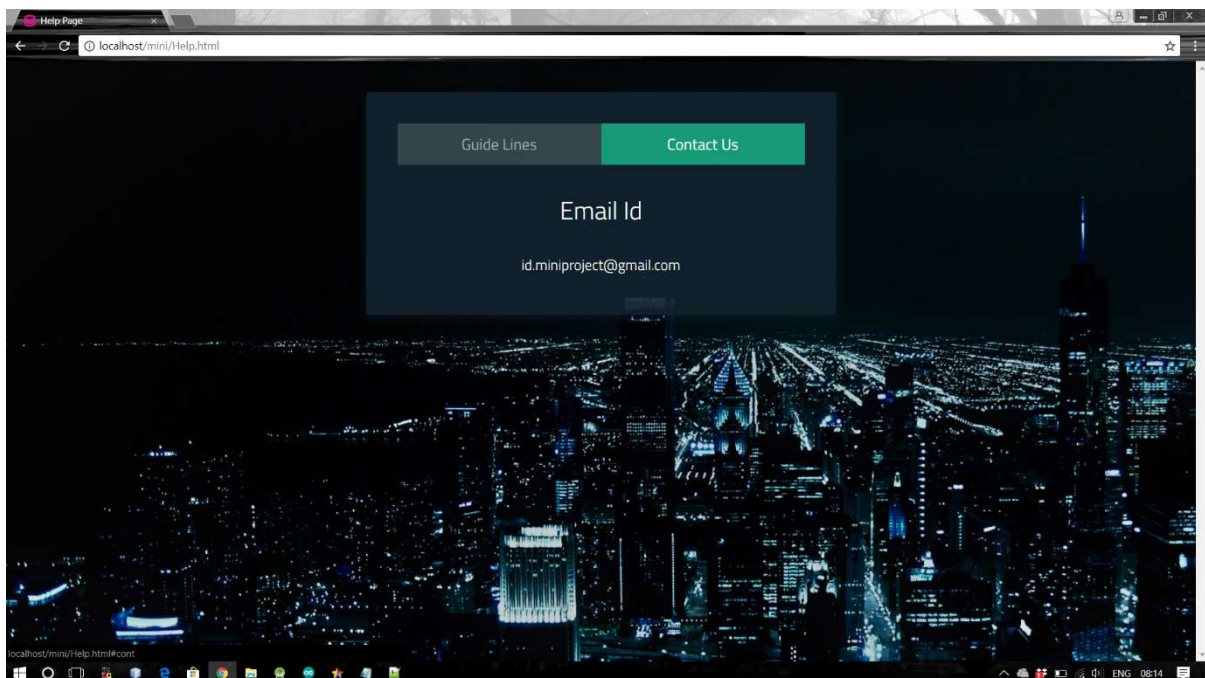 Help Page
localhost/mini/Help.html
Guide Lines
Contact Us
Email Id
id.miniproject@gmail.com
localhost/mini/Help.html#cont
ENG 08:14